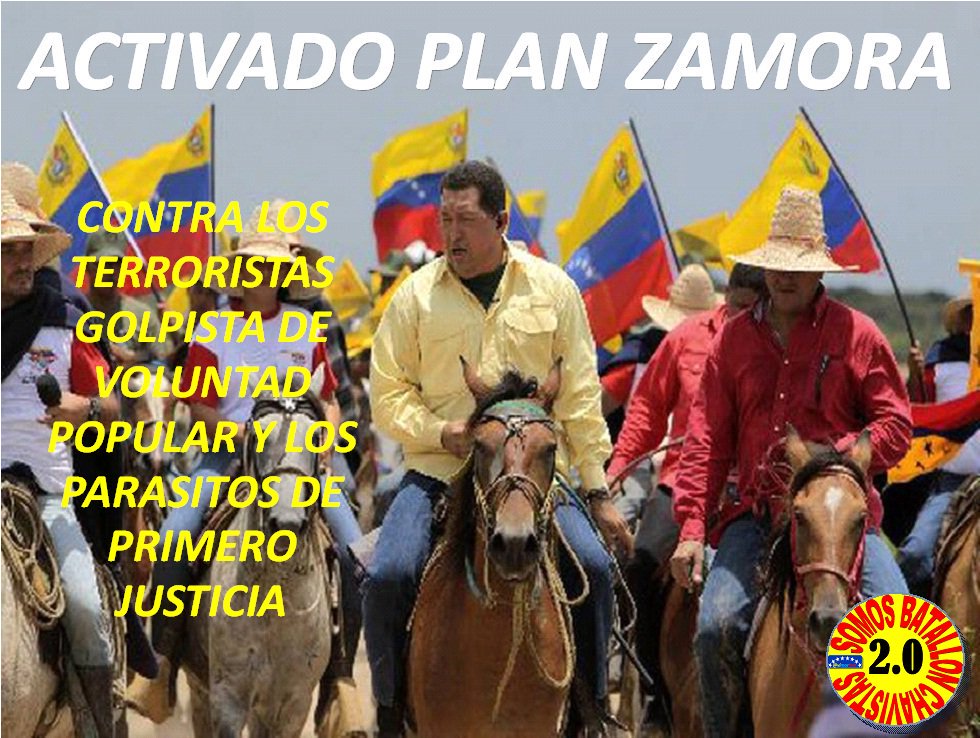 ACTIVADO PLAN ZAMORA
CONTRA LOS
TERRORISTAS
GOLPISTA DE
VOLUNTAD
POPULAR Y LOS
PARASITOS DE
PRIMERO
JUSTICIA
SOMOS BATALLON CHAVISTAS
2.0